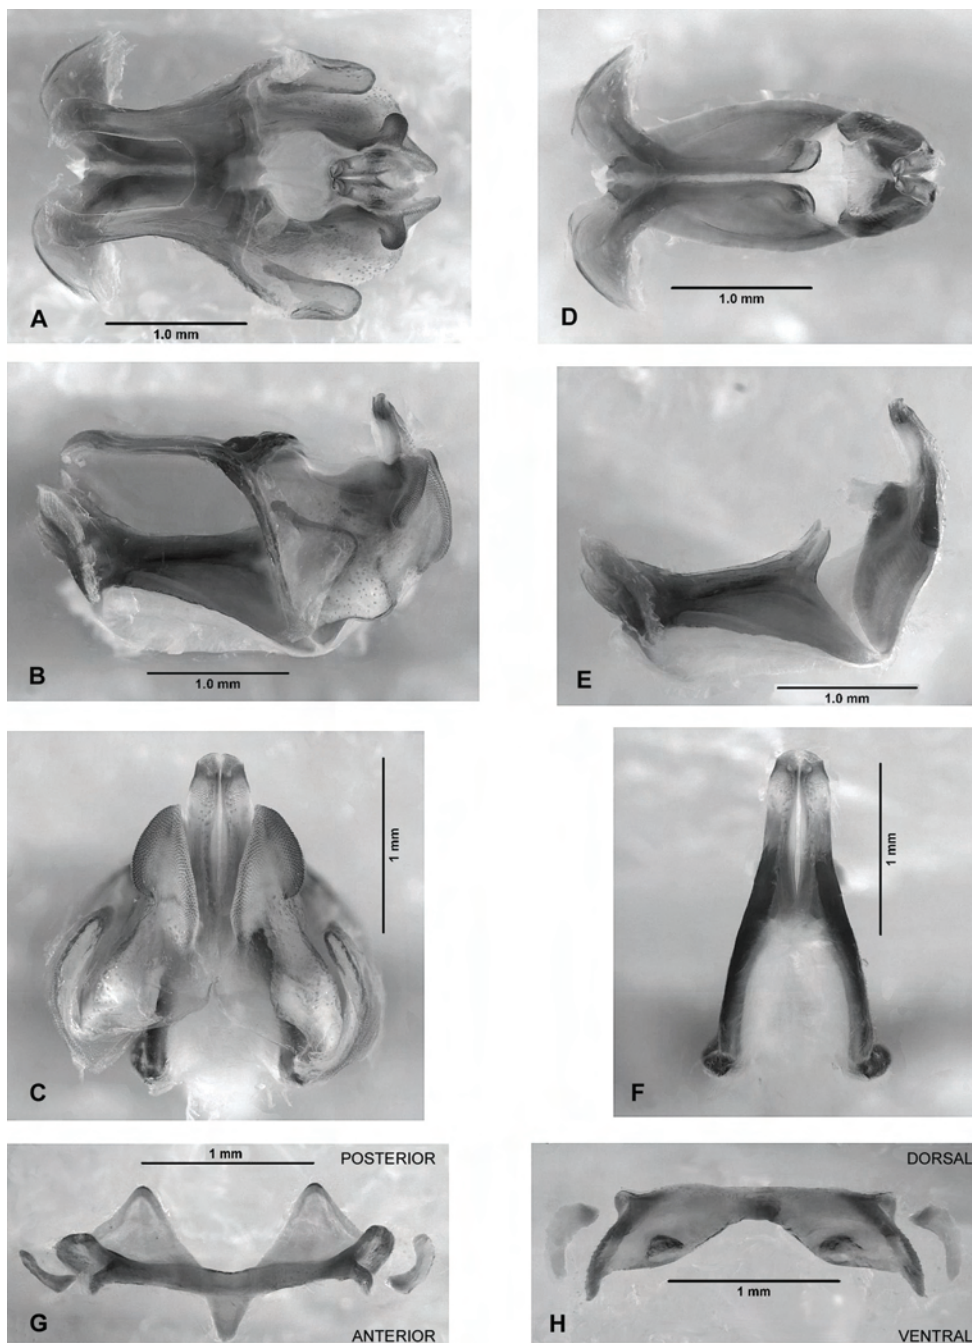 A
1.0 mm
D
1.0 mm
B
1.0 mm
E
1.0 mm
C
1 mm
F
1 mm
1 mm
POSTERIOR
G
ANTERIOR
DORSAL
1 mm
H
VENTRAL